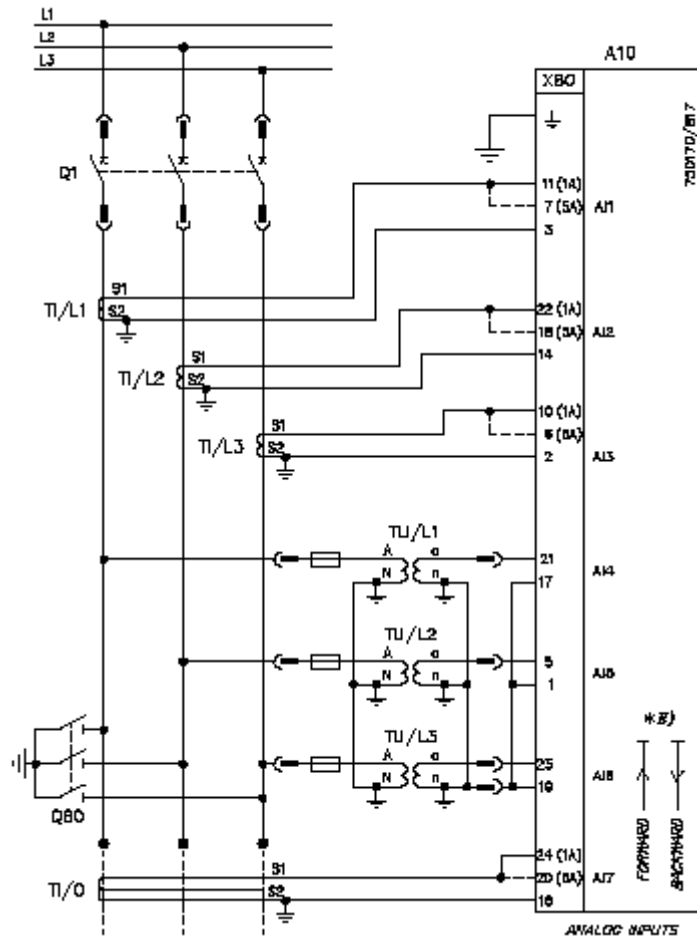 L1
L2
L3
A10
X80
750170/817
Q1
11 (1A)
7 (5A)
AI1
3
TI/L1
S1
S2
22 (1A)
18 (5A)
AI2
14
TI/L2
S1
S2
10 (1A)
6 (5A)
AI3
2
TI/L3
S1
S2
TU/L1
A
a
21
N
n
17
AI4
TU/L2
A
a
5
N
n
1
AI5
TU/L3
A
a
25
N
n
19
AI6
*E)
FORWARD
BACKWARD
Q80
24 (1A)
20 (5A)
AI7
16
TI/0
S1
S2
ANALOG INPUTS